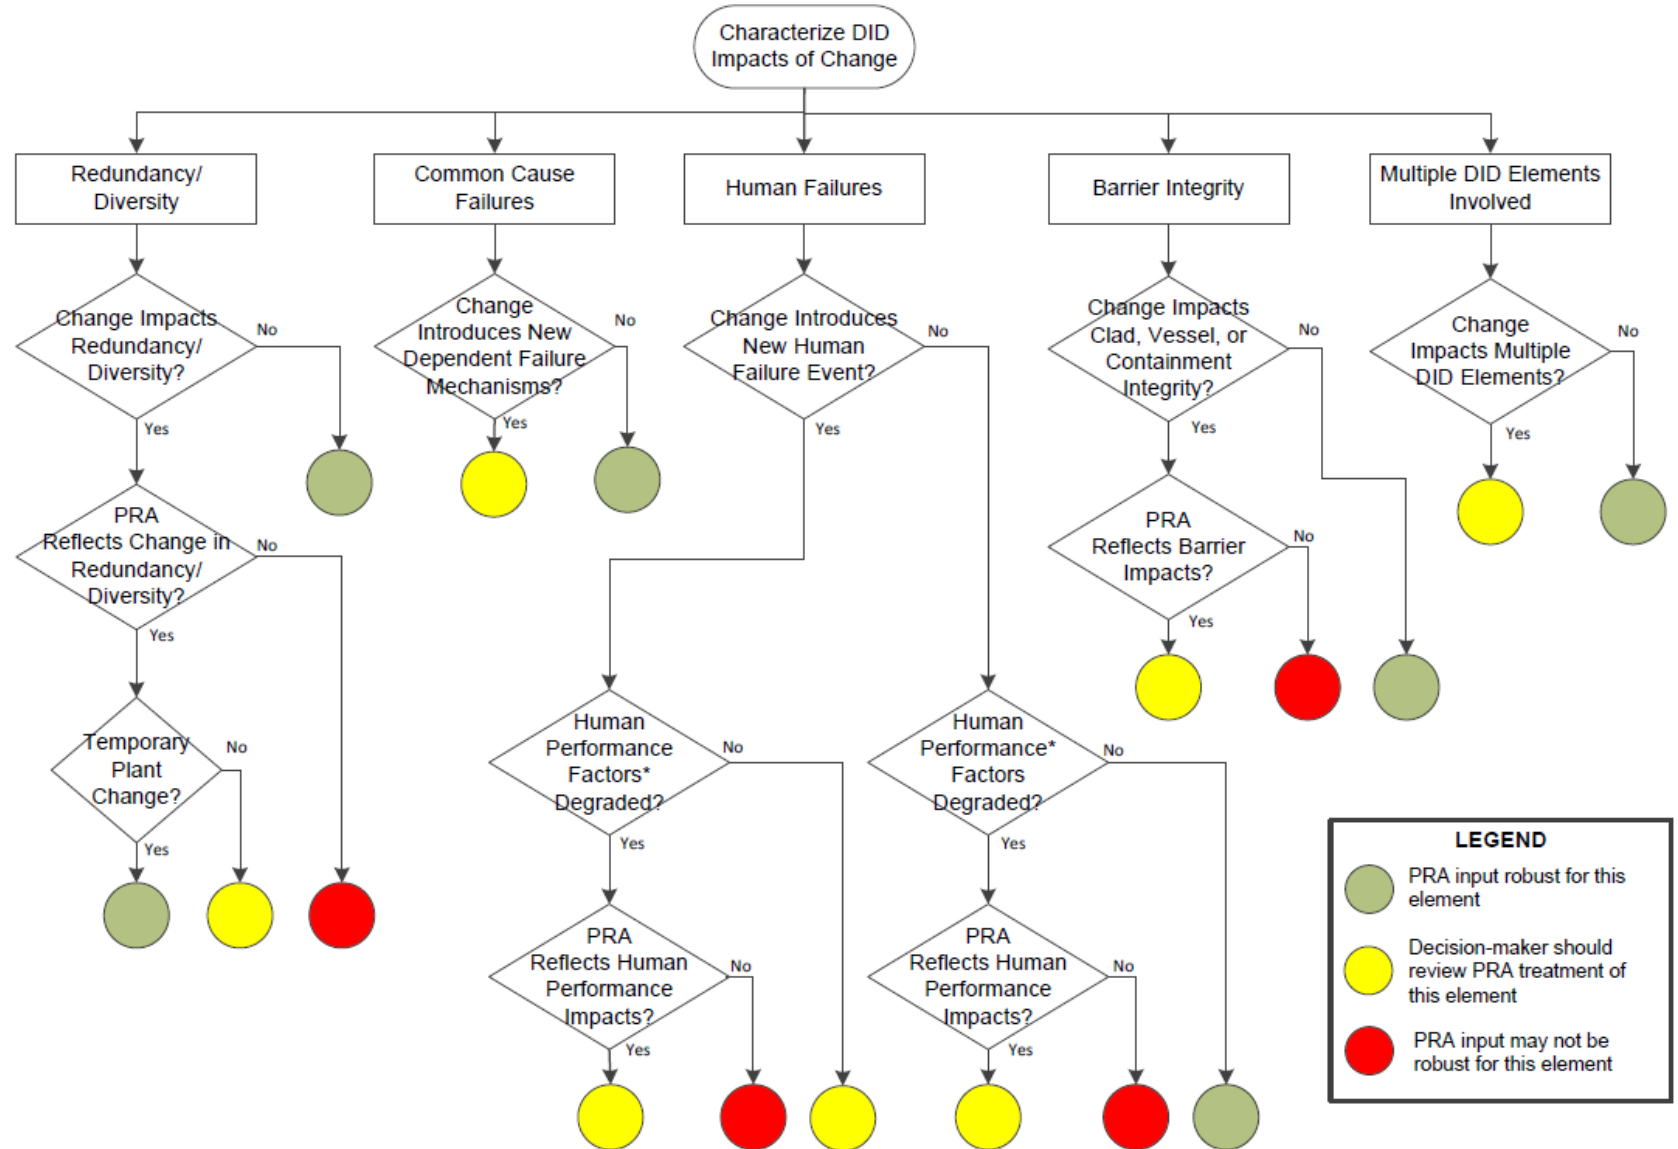 Characterize DID
Impacts of Change
Redundancy/
Diversity
Common Cause
Failures
Human Failures
Barrier Integrity
Multiple DID Elements
Involved
Change Impacts
Redundancy/
Diversity?
No
Yes
Change
Introduces New
Dependent Failure
Mechanisms?
No
Yes
Change Introduces
New Human
Failure Event?
No
Yes
Change Impacts
Clad, Vessel, or
Containment
Integrity?
No
Yes
Change
Impacts Multiple
DID Elements?
No
Yes
PRA
Reflects Change in
Redundancy/
Diversity?
No
Yes
PRA
Reflects Barrier
Impacts?
No
Yes
Temporary
Plant
Change?
No
Yes
Human
Performance
Factors*
Degraded?
No
Yes
Human
Performance*
Factors
Degraded?
No
Yes
PRA
Reflects Human
Performance
Impacts?
No
Yes
PRA
Reflects Human
Performance
Impacts?
No
Yes
LEGEND
PRA input robust for this
element
Decision-maker should
review PRA treatment of
this element
PRA input may not be
robust for this element